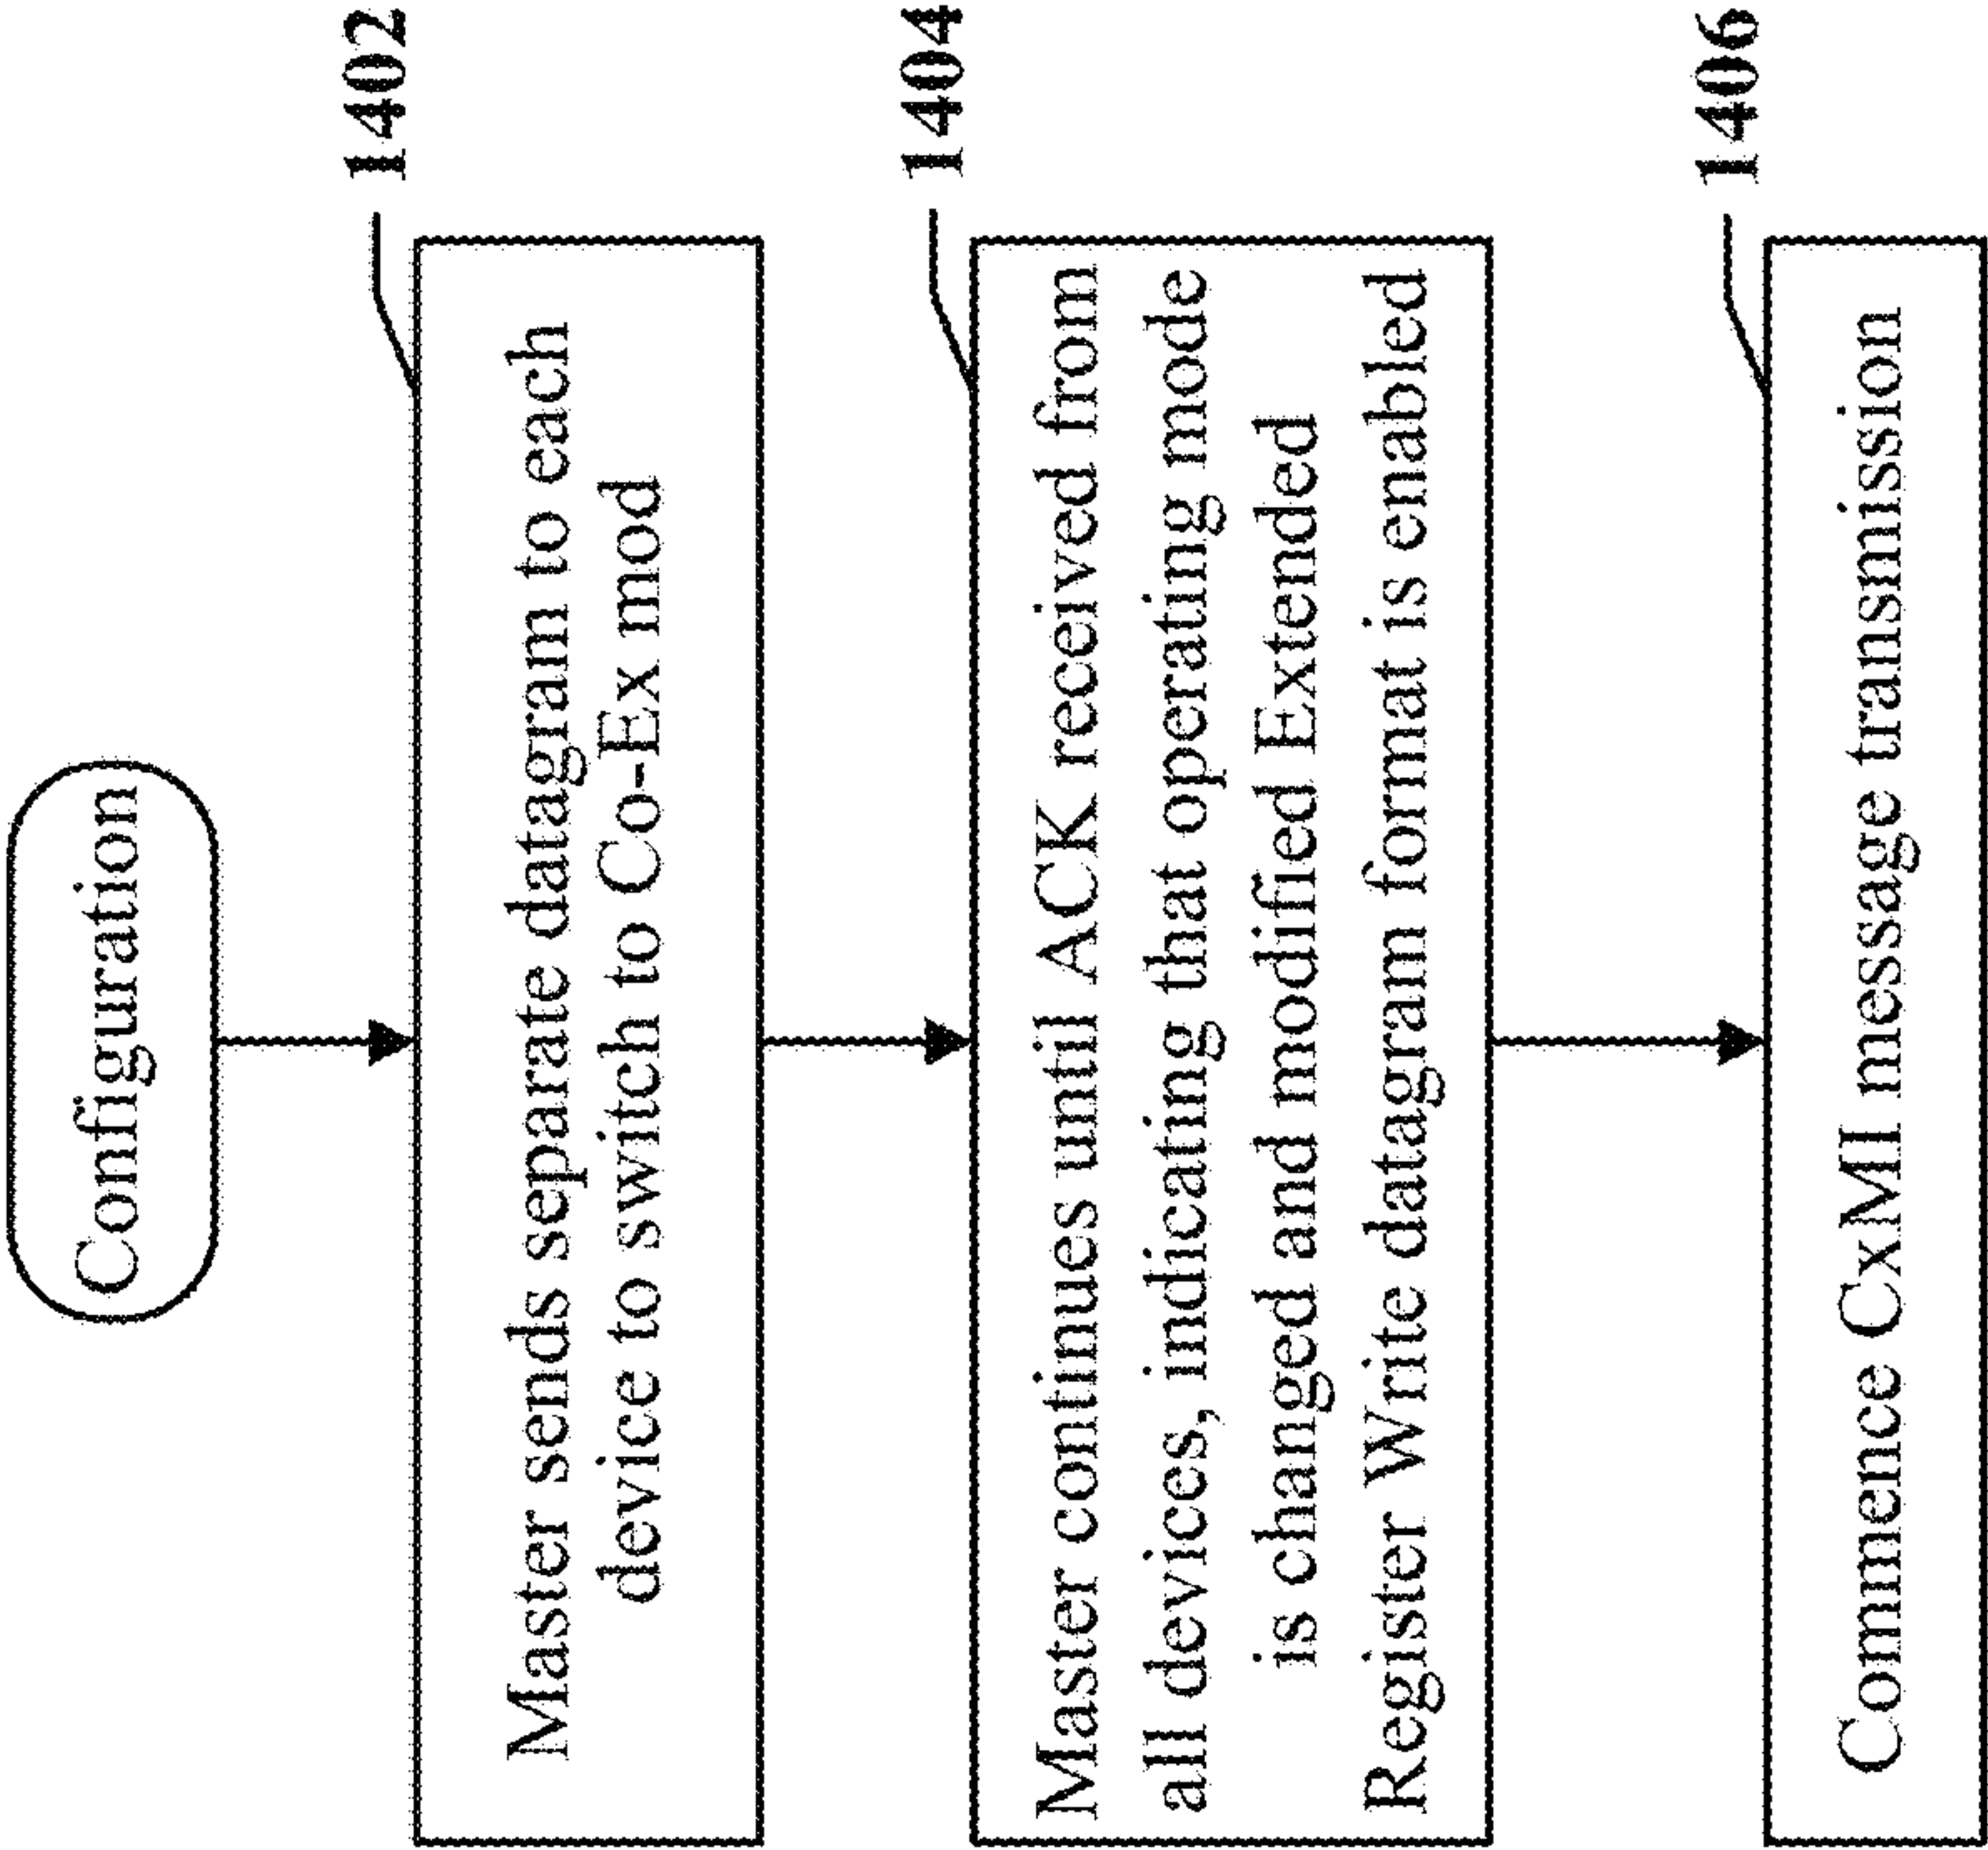 Configuration
1402
Master sends separate datagram to each
device to switch to Co-Ex mod
1404
Master continues until ACK received from
all devices, indicating that operating mode
is changed and modified Extended
Register Write datagram format is enabled
1406
Commence CxMI message transmission